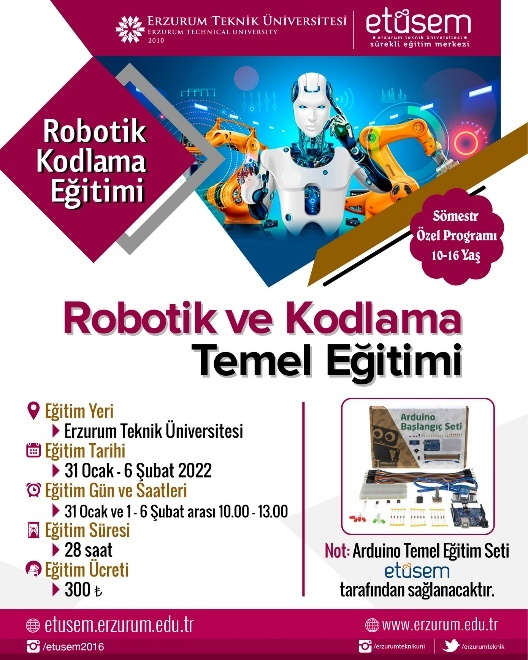 ERZURUM TEKNİK ÜNİVERSİTESİ
ERZURUM TECHNICAL UNIVERSITY
2010
etüsem
erzurum teknik üniversitesi
sürekli eğitim merkezi
Robotik
Kodlama
Eğitimi
Sömestr
Özel Programı
10-16 Yaş
Robotik ve Kodlama
Temel Eğitimi
Eğitim Yeri
Erzurum Teknik Üniversitesi
Eğitim Tarihi
31 Ocak - 6 Şubat 2022
Eğitim Gün ve Saatleri
31 Ocak ve 1 - 6 Şubat arası 10.00 - 13.00
Eğitim Süresi
28 saat
Eğitim Ücreti
300 ₺
Arduino
Başlangıç Seti
Not: Arduino Temel Eğitim Seti
etüsem
tarafından sağlanacaktır.
etusem.erzurum.edu.tr
www.erzurum.edu.tr
/etusem2016
/erzurumteknikuni
/erzurumteknik